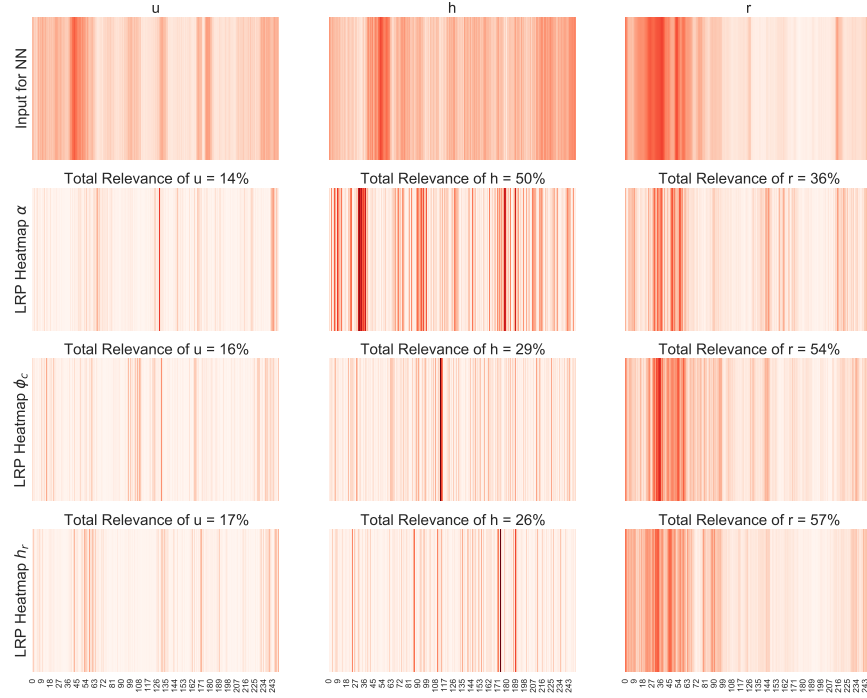 u h r
Input for NN
Total Relevance of u = 14% Total Relevance of h = 50% Total Relevance of r = 36%
LRP Heatmap α
Total Relevance of u = 16% Total Relevance of h = 29% Total Relevance of r = 54%
LRP Heatmap ϕc
Total Relevance of u = 17% Total Relevance of h = 26% Total Relevance of r = 57%
LRP Heatmap hr
0 9 18 27 36 45 54 63 72 81 90 99 108 117 126 135 144 153 162 171 180 189 198 207 216 225 234 243
0 9 18 27 36 45 54 63 72 81 90 99 108 117 126 135 144 153 162 171 180 189 198 207 216 225 234 243
0 9 18 27 36 45 54 63 72 81 90 99 108 117 126 135 144 153 162 171 180 189 198 207 216 225 234 243